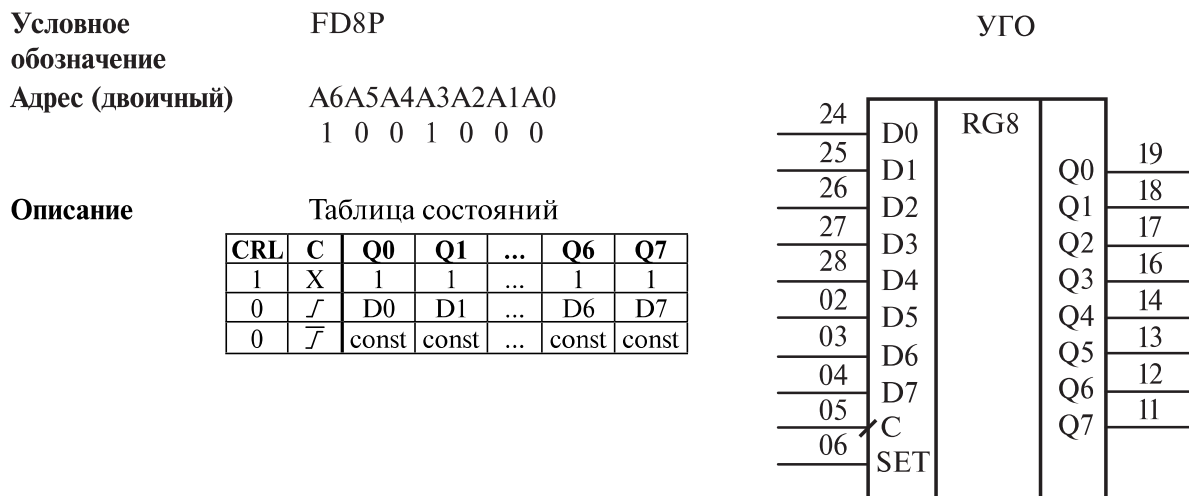 Условное обозначение FD8P
Адрес (двоичный) A6A5A4A3A2A1A0
1 0 0 1 0 0 0
Описание Таблица состояний
CRL C Q0 Q1 ... Q6 Q7
1 X 1 1 ... 1 1
0 D0 D1 ... D6 D7
0 const const ... const const
УГО
RG8
24 D0
25 D1
26 D2
27 D3
28 D4
02 D5
03 D6
04 D7
05 C
06 SET
Q0 19
Q1 18
Q2 17
Q3 16
Q4 14
Q5 13
Q6 12
Q7 11